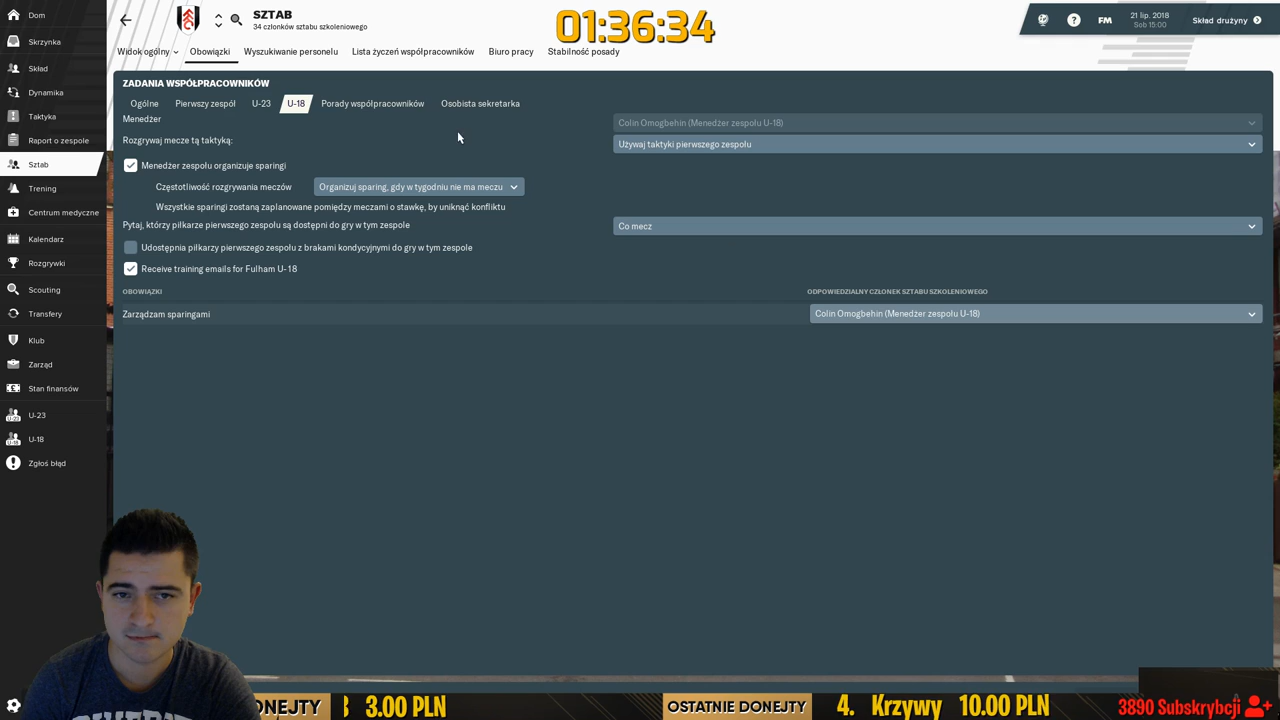 Dom
Skrzynka
Skład
Dynamika
Taktyka
Raport o zespole
Sztab
Trening
Centrum medyczne
Kalendarz
Rozgrywki
Scouting
Transfery
Klub
Zarząd
Stan finansów
U-23
U-18
Zgłoś błąd
SZTAB
34 członków sztabu szkoleniowego
01:36:34
FM
21 lip. 2018
Sob 15:00
Skład drużyny
Widok ogólny
Obowiązki
Wyszukiwanie personelu
Lista życzeń współpracowników
Biuro pracy
Stabilność posady
ZADANIA WSPÓŁPRACOWNIKÓW
Ogólne
Pierwszy zespół
U-23
U-18
Porady współpracowników
Osobista sekretarka
Menedżer
Colin Omogbehin (Menedżer zespołu U-18)
Rozgrywaj mecze tą taktyką:
Używaj taktyki pierwszego zespołu
Menedżer zespołu organizuje sparingi
Częstotliwość rozgrywania meczów
Organizuj sparing, gdy w tygodniu nie ma meczu
Wszystkie sparingi zostaną zaplanowane pomiędzy meczami o stawkę, by uniknąć konfliktu
Pytaj, którzy piłkarze pierwszego zespołu są dostępni do gry w tym zespole
Co mecz
Udostępnia piłkarzy pierwszego zespołu z brakami kondycyjnymi do gry w tym zespole
Receive training emails for Fulham U-18
OBOWIĄZKI
ODPOWIEDZIALNY CZŁONEK SZTABU SZKOLENIOWEGO
Zarządzam sparingami
Colin Omogbehin (Menedżer zespołu U-18)
DONEJTY
3.00 PLN
OSTATNIE DONEJTY
4. Krzywy 10.00 PLN
3890 Subskrybcji